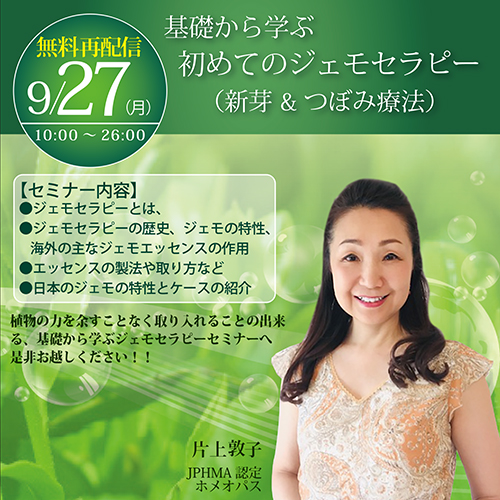 無料再配信
9/27(月)
10:00 ～ 26:00
基礎から学ぶ
初めてのジェモセラピー
（新芽 & つぼみ療法）
【セミナー内容】
●ジェモセラピーとは、
●ジェモセラピーの歴史、ジェモの特性、
海外の主なジェモエッセンスの作用
●エッセンスの製法や取り方など
●日本のジェモの特性とケースの紹介
植物の力を余すことなく取り入れることの出来
る、基礎から学ぶジェモセラピーセミナーへ
是非お越しください！！
片上敦子
JPHMA 認定
ホメオパス